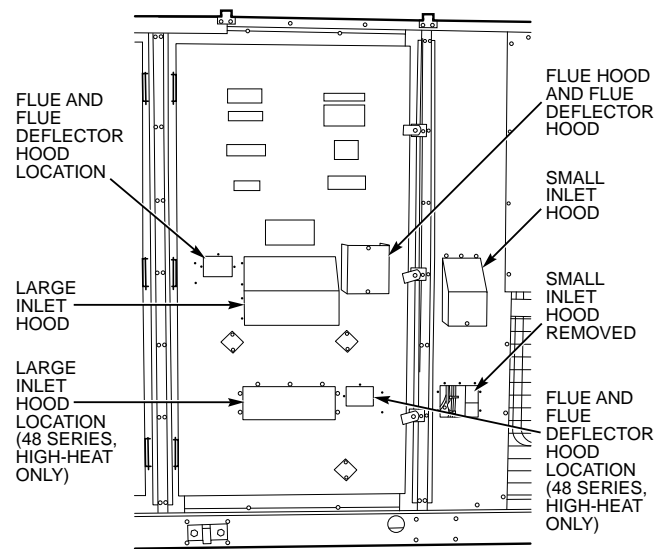 FLUE AND
FLUE
DEFLECTOR
HOOD
LOCATION
LARGE
INLET
HOOD
LARGE
INLET
HOOD
LOCATION
(48 SERIES,
HIGH-HEAT
ONLY)
FLUE HOOD
AND FLUE
DEFLECTOR
HOOD
SMALL
INLET
HOOD
SMALL
INLET
HOOD
REMOVED
FLUE AND
FLUE
DEFLECTOR
HOOD
LOCATION
(48 SERIES,
HIGH-HEAT
ONLY)